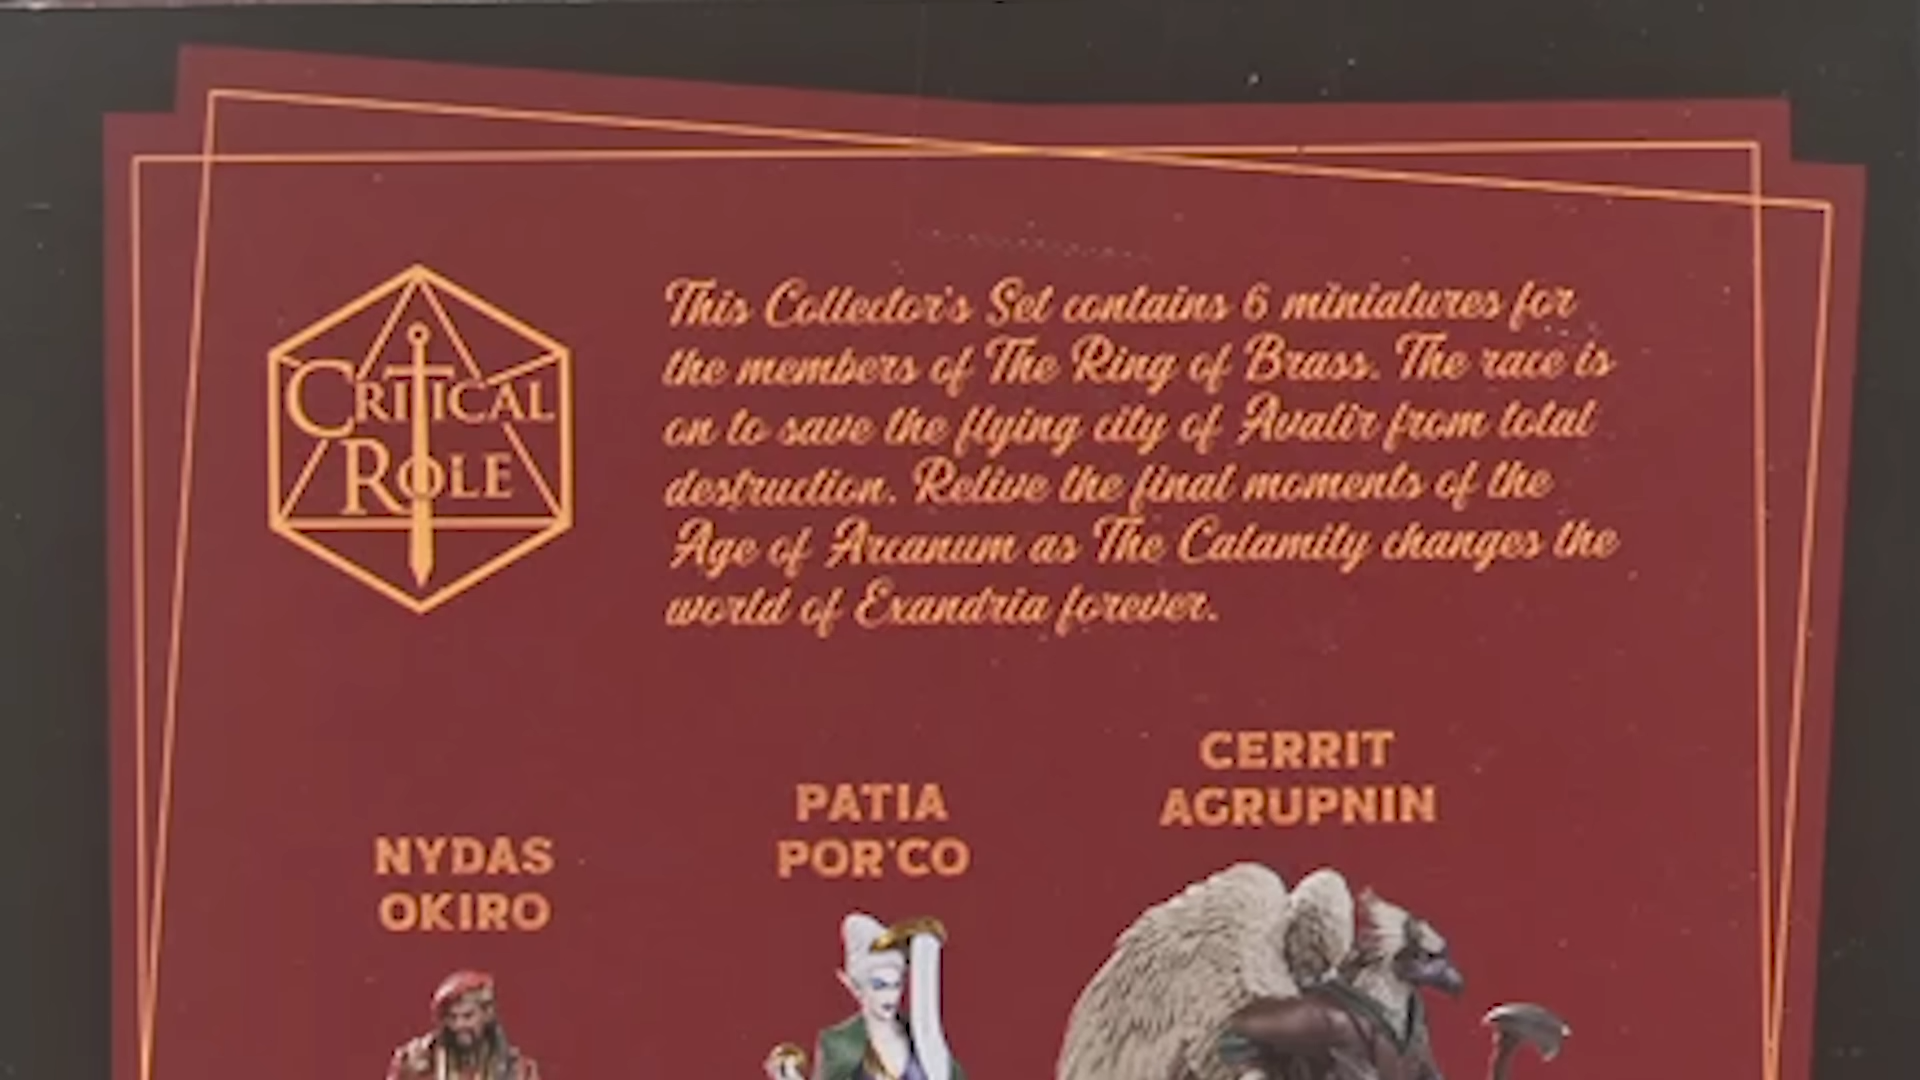 CRITICAL
ROLE
This Collector's Set contains 6 miniatures for
the members of The Ring of Brass. The race is
on to save the flying city of Avalir from total
destruction. Relive the final moments of the
Age of Arcanum as The Calamity changes the
world of Exandria forever.
CERRIT
AGRUPNIN
PATIA
POR'CO
NYDAS
OKIRO